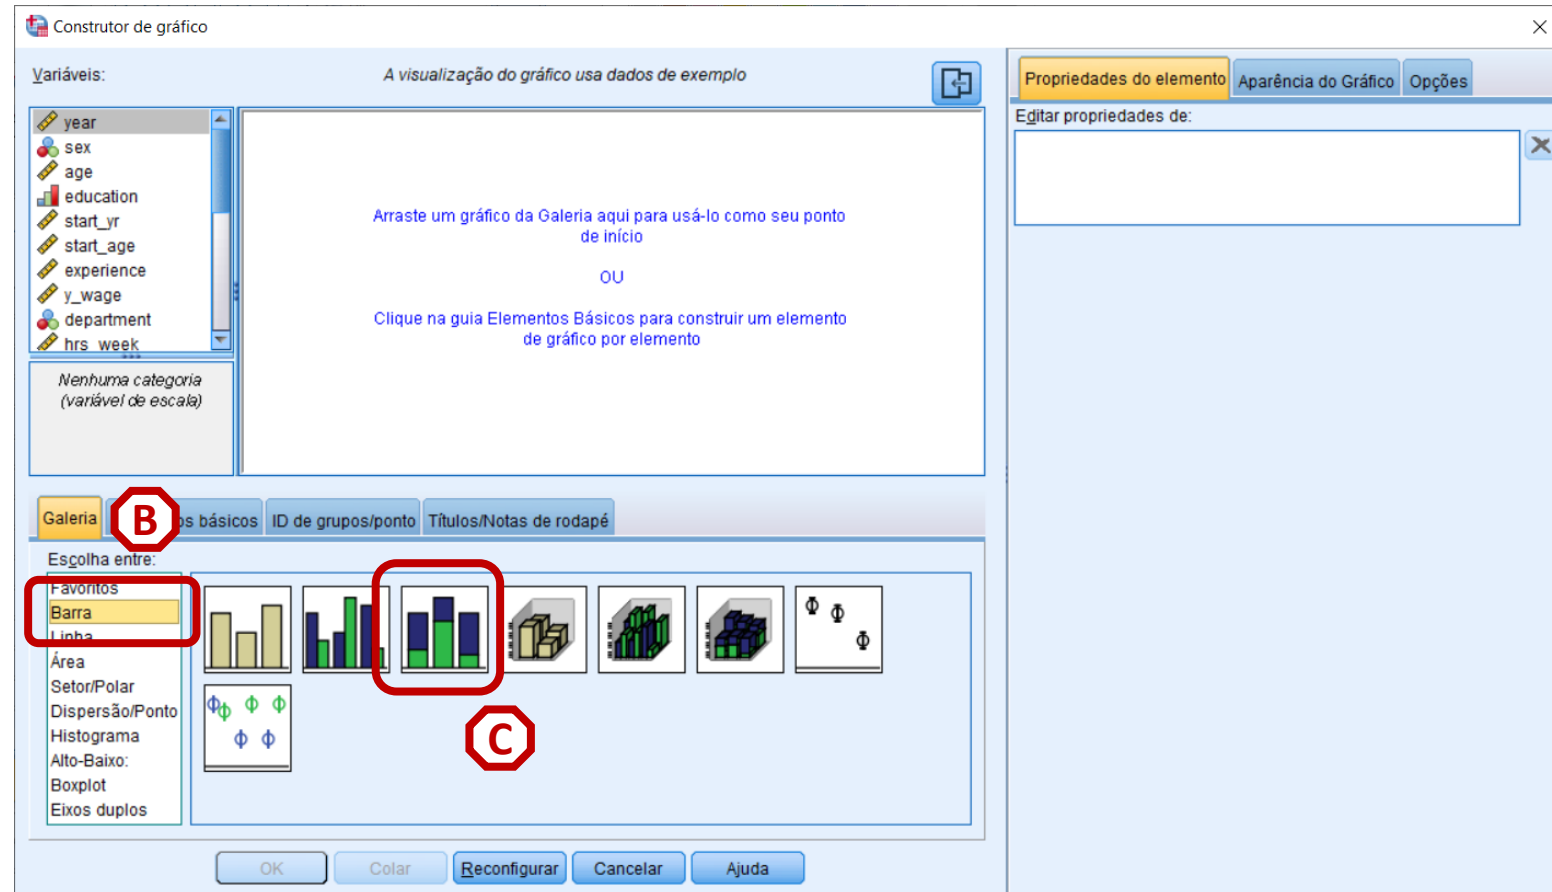 Construtor de gráfico
Variáveis:
A visualização do gráfico usa dados de exemplo
year
sex
age
education
start_yr
start_age
experience
y_wage
department
hrs_week
Nenhuma categoria
(variável de escala)
Arraste um gráfico da Galeria aqui para usá-lo como seu ponto
de início
OU
Clique na guia Elementos Básicos para construir um elemento
de gráfico por elemento
Propriedades do elemento
Aparência do Gráfico
Opções
Editar propriedades de:
Galeria
B
os básicos
ID de grupos/ponto
Títulos/Notas de rodapé
Escolha entre:
Favoritos
Barra
Linha
Área
Setor/Polar
Dispersão/Ponto
Histograma
Alto-Baixo:
Boxplot
Eixos duplos
C
OK
Colar
Reconfigurar
Cancelar
Ajuda